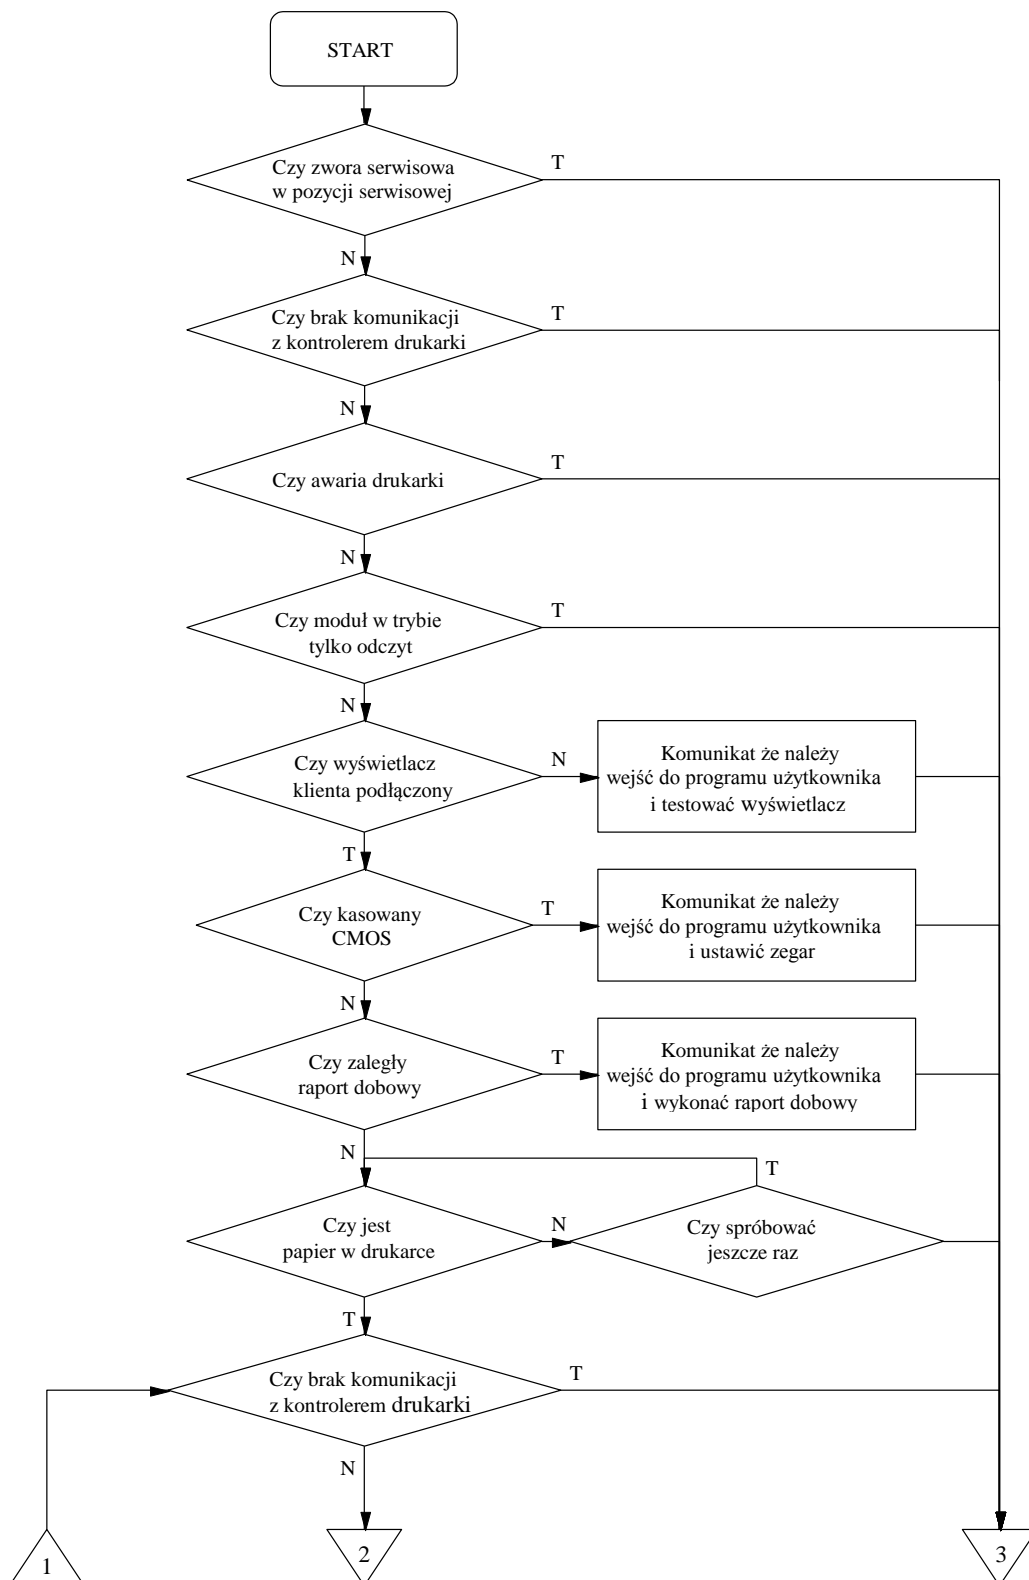 START
Czy zwora serwisowa
w pozycji serwisowej
T
N
Czy brak komunikacji
z kontrolerem drukarki
T
N
Czy awaria drukarki
T
N
Czy moduł w trybie
tylko odczyt
T
N
Czy wyświetlacz
klienta podłączony
N
Komunikat że należy
wejść do programu użytkownika
i testować wyświetlacz
T
Czy kasowany
CMOS
T
Komunikat że należy
wejść do programu użytkownika
i ustawić zegar
N
Czy zaległy
raport dobowy
T
Komunikat że należy
wejść do programu użytkownika
i wykonać raport dobowy
N
T
Czy jest
papier w drukarce
N
Czy spróbować
jeszcze raz
T
Czy brak komunikacji
z kontrolerem drukarki
T
N
1
2
3